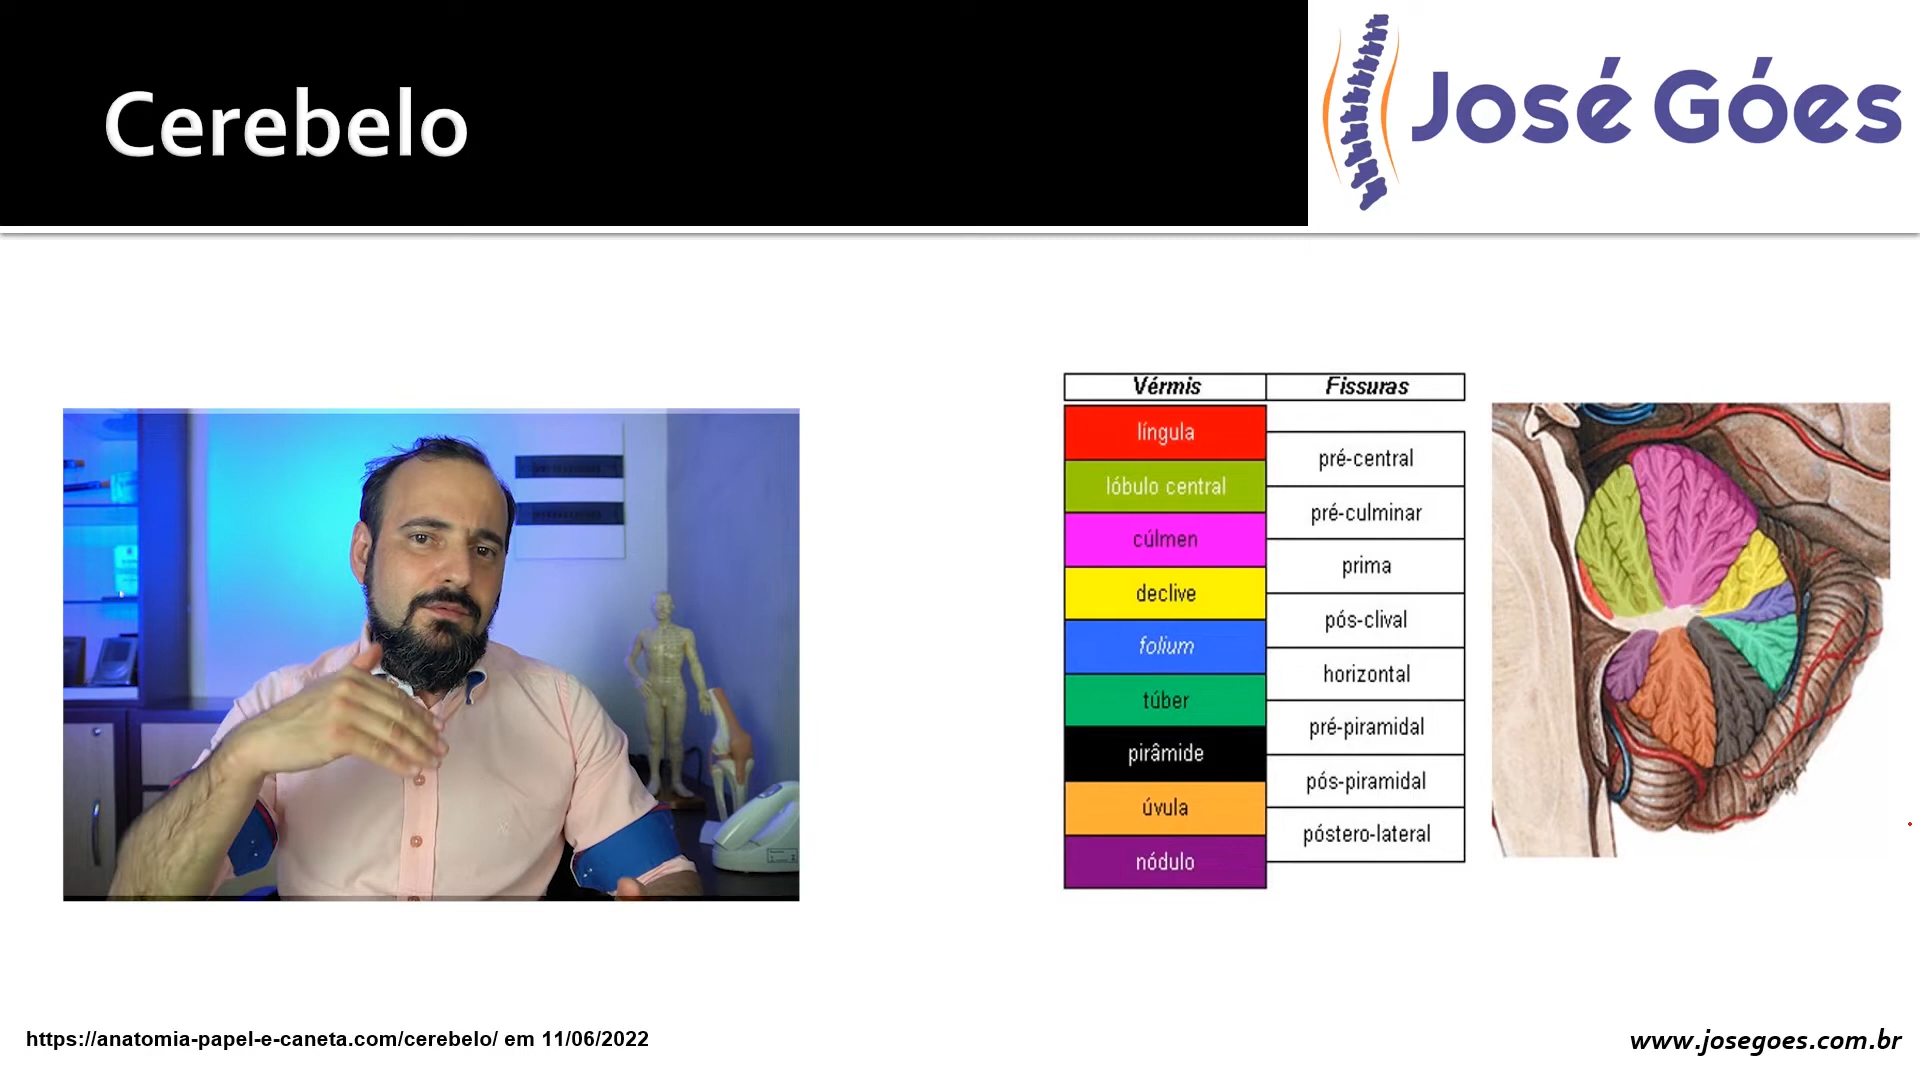 Cerebelo
José Góes
Vérmis Fissuras
língula
pré-central
lóbulo central
pré-culminar
cúlmen
prima
declive
pós-clival
folium
horizontal
túber
pré-piramidal
pirâmide
pós-piramidal
úvula
póstero-lateral
nódulo
https://anatomia-papel-e-caneta.com/cerebelo/ em 11/06/2022
www.josegoes.com.br